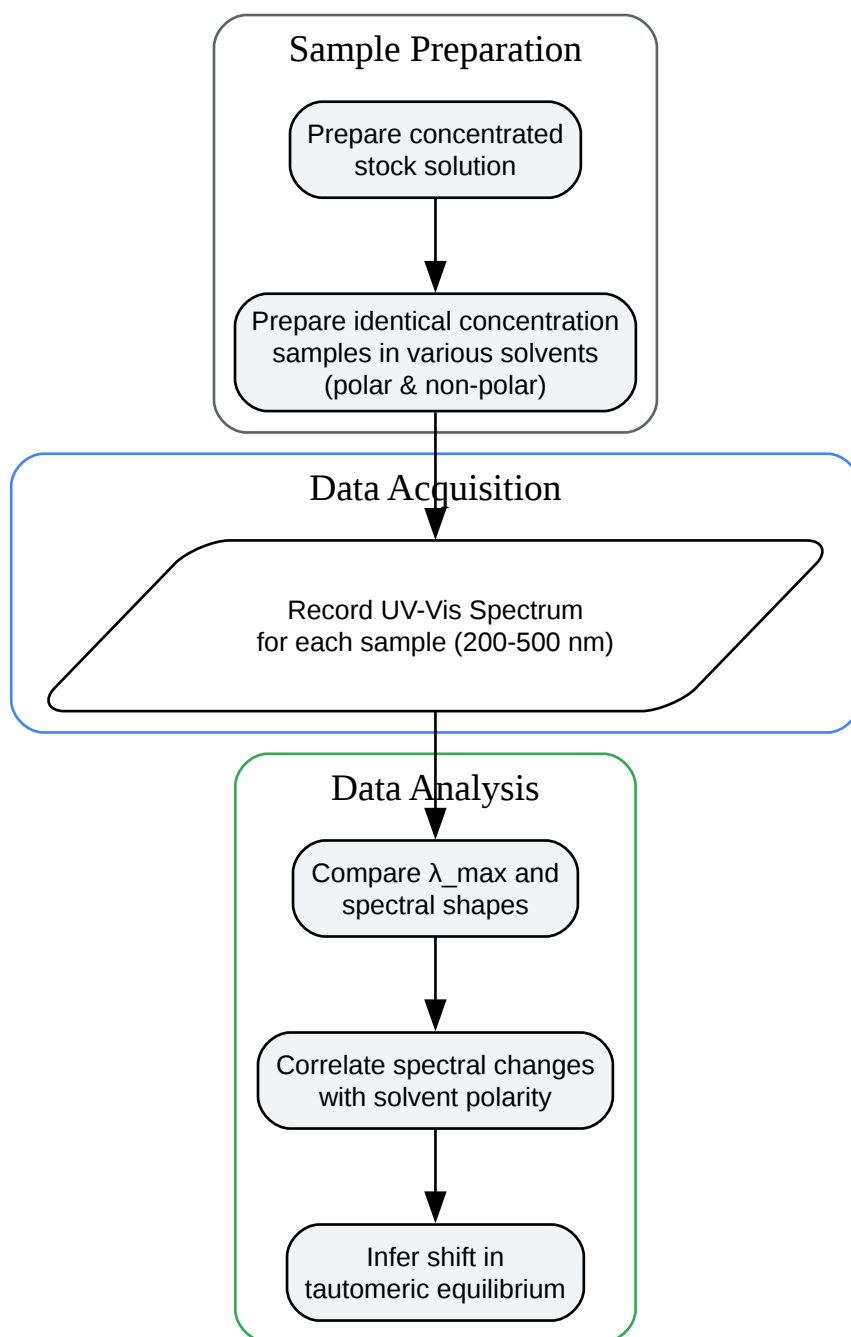 Sample Preparation
Prepare concentrated
stock solution
Prepare identical concentration
samples in various solvents
(polar & non-polar)
Data Acquisition
Record UV-Vis Spectrum
for each sample (200-500 nm)
Data Analysis
Compare λ_max and
spectral shapes
Correlate spectral changes
with solvent polarity
Infer shift in
tautomeric equilibrium